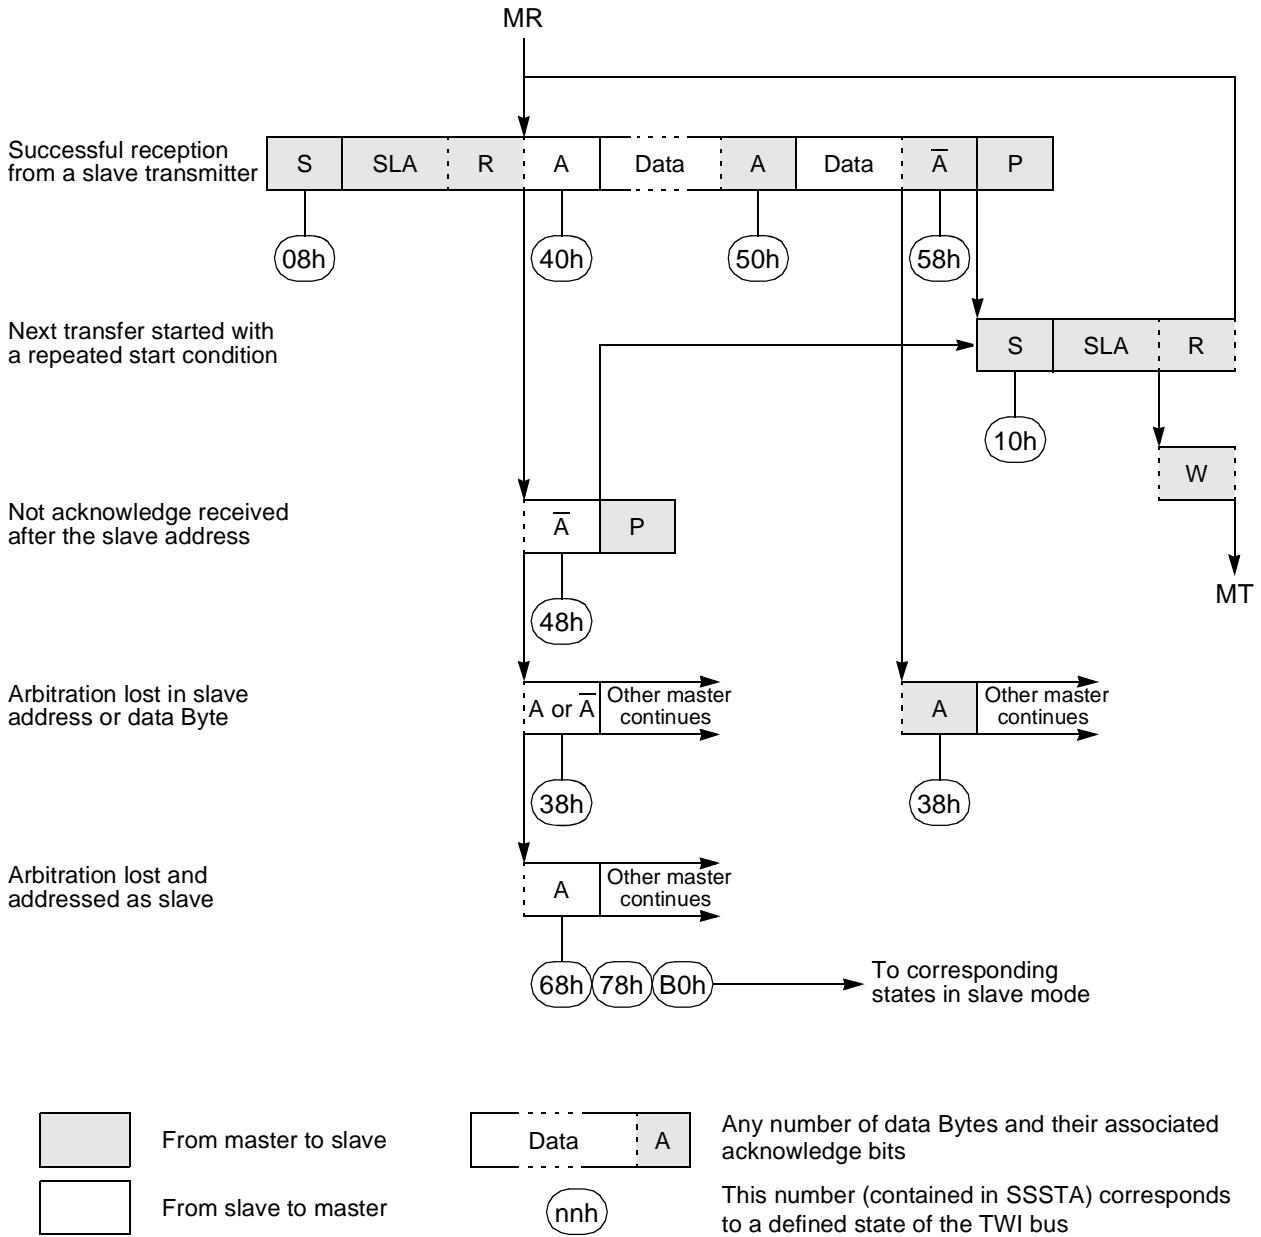 MR
Successful reception
from a slave transmitter
S SLA R A Data A Data A̅ P
08h 40h 50h 58h
Next transfer started with
a repeated start condition
S SLA R
10h
W
Not acknowledge received
after the slave address
A̅ P
MT
48h
Arbitration lost in slave
address or data Byte
A or A̅ Other master
continues
A Other master
continues
38h 38h
Arbitration lost and
addressed as slave
A Other master
continues
68h 78h B0h
To corresponding
states in slave mode
From master to slave
Data A
Any number of data Bytes and their associated
acknowledge bits
From slave to master
nnh
This number (contained in SSSTA) corresponds
to a defined state of the TWI bus